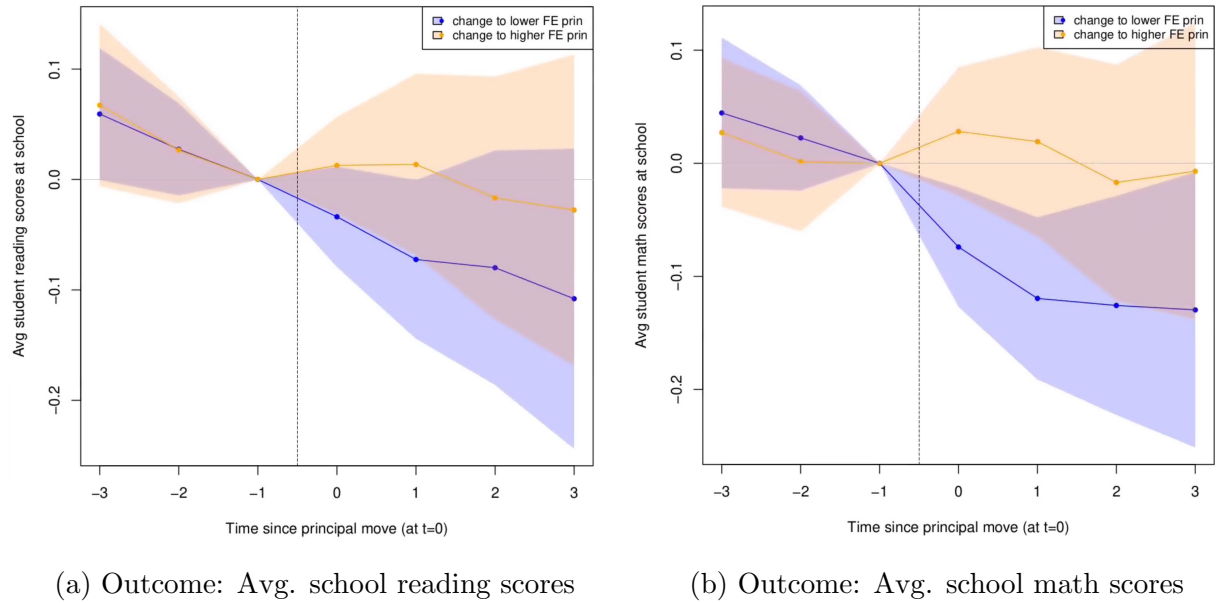 change to lower FE prin
change to higher FE prin
Avg student reading scores at school
0.1
0.0
−0.1
−0.2
−3 −2 −1 0 1 2 3
Time since principal move (at t=0)
(a) Outcome: Avg. school reading scores
change to lower FE prin
change to higher FE prin
Avg student math scores at school
0.1
0.0
−0.1
−0.2
−3 −2 −1 0 1 2 3
Time since principal move (at t=0)
(b) Outcome: Avg. school math scores